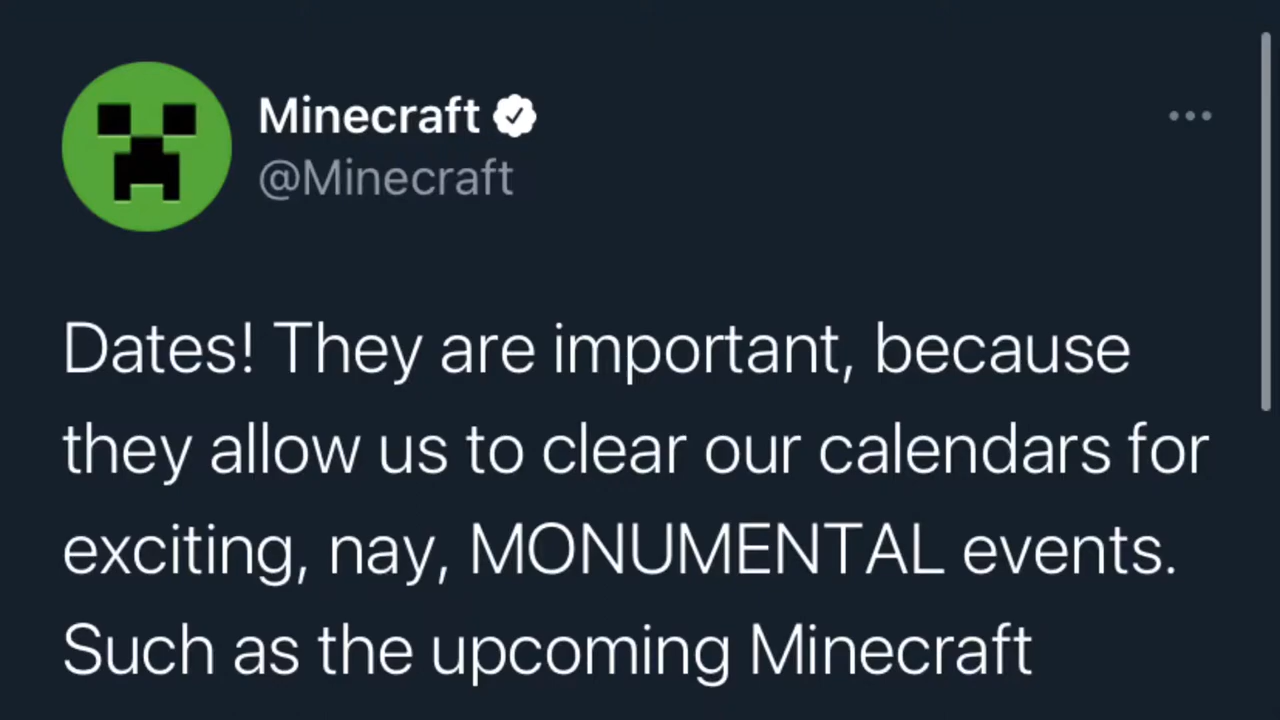 Minecraft
@Minecraft
Dates! They are important, because
they allow us to clear our calendars for
exciting, nay, MONUMENTAL events.
Such as the upcoming Minecraft